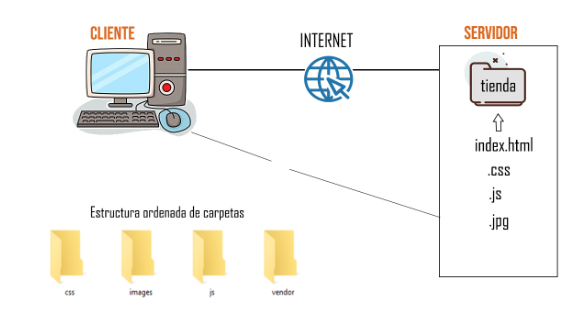 CLIENTE
INTERNET
SERVIDOR
tienda
index.html
.css
.js
.jpg
Estructura ordenada de carpetas
css
images
js
vendor